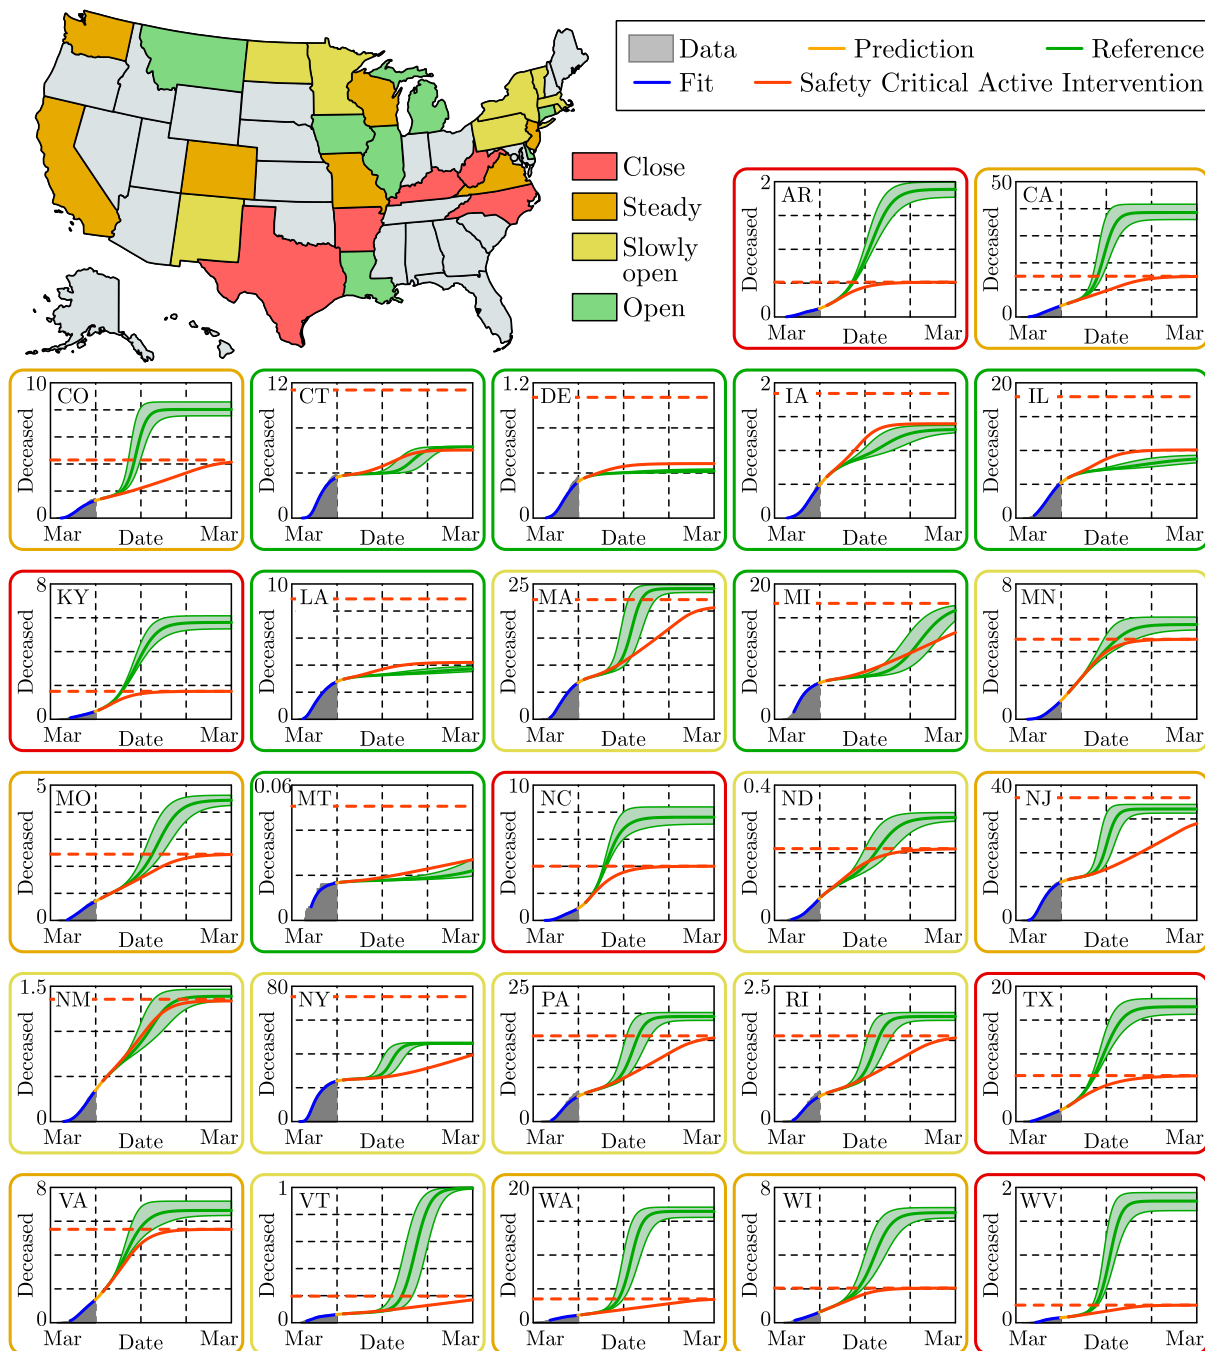 Data Prediction Reference
Fit Safety Critical Active Intervention
Close
Steady
Slowly
open
Open
2 AR 0 Deceased Mar Date Mar
50 CA 0 Deceased Mar Date Mar
10 CO 0 Deceased Mar Date Mar
12 CT 0 Deceased Mar Date Mar
1.2 DE 0 Deceased Mar Date Mar
2 IA 0 Deceased Mar Date Mar
20 IL 0 Deceased Mar Date Mar
8 KY 0 Deceased Mar Date Mar
10 LA 0 Deceased Mar Date Mar
25 MA 0 Deceased Mar Date Mar
20 MI 0 Deceased Mar Date Mar
8 MN 0 Deceased Mar Date Mar
5 MO 0 Deceased Mar Date Mar
0.06 MT 0 Deceased Mar Date Mar
10 NC 0 Deceased Mar Date Mar
0.4 ND 0 Deceased Mar Date Mar
40 NJ 0 Deceased Mar Date Mar
1.5 NM 0 Deceased Mar Date Mar
80 NY 0 Deceased Mar Date Mar
25 PA 0 Deceased Mar Date Mar
2.5 RI 0 Deceased Mar Date Mar
20 TX 0 Deceased Mar Date Mar
8 VA 0 Deceased Mar Date Mar
1 VT 0 Deceased Mar Date Mar
20 WA 0 Deceased Mar Date Mar
8 WI 0 Deceased Mar Date Mar
2 WV 0 Deceased Mar Date Mar